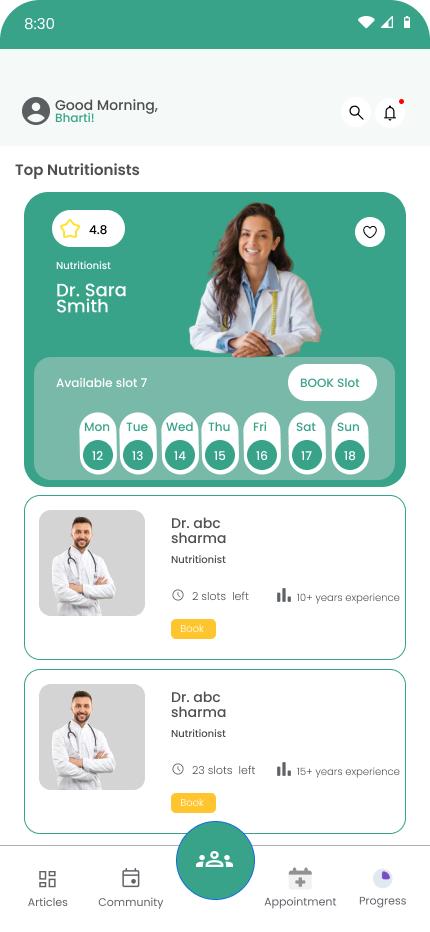 8:30
Good Morning,
Bharti!
Top Nutritionists
4.8
Nutritionist
Dr. Sara
Smith
Available slot 7
BOOK Slot
Mon Tue Wed Thu Fri Sat Sun
12 13 14 15 16 17 18
Dr. abc
sharma
Nutritionist
2 slots left
10+ years experience
Book
Dr. abc
sharma
Nutritionist
23 slots left
15+ years experience
Book
Articles
Community
Appointment
Progress